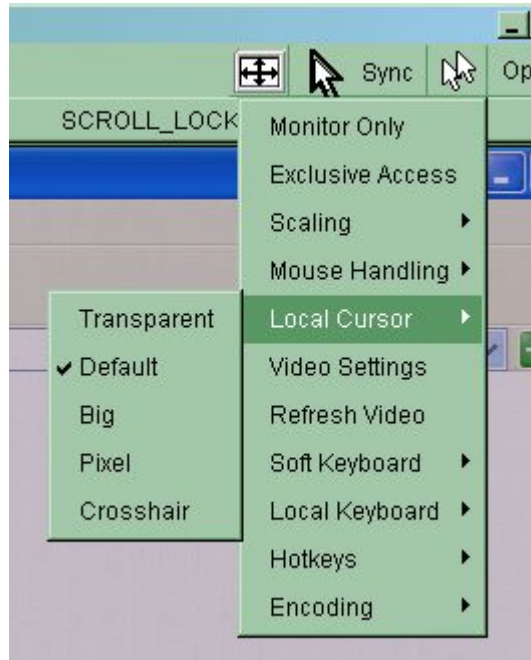 Sync
Op
SCROLL_LOCK
Monitor Only
Exclusive Access
Scaling
Mouse Handling
Local Cursor
Video Settings
Refresh Video
Soft Keyboard
Local Keyboard
Hotkeys
Encoding
Transparent
Default
Big
Pixel
Crosshair